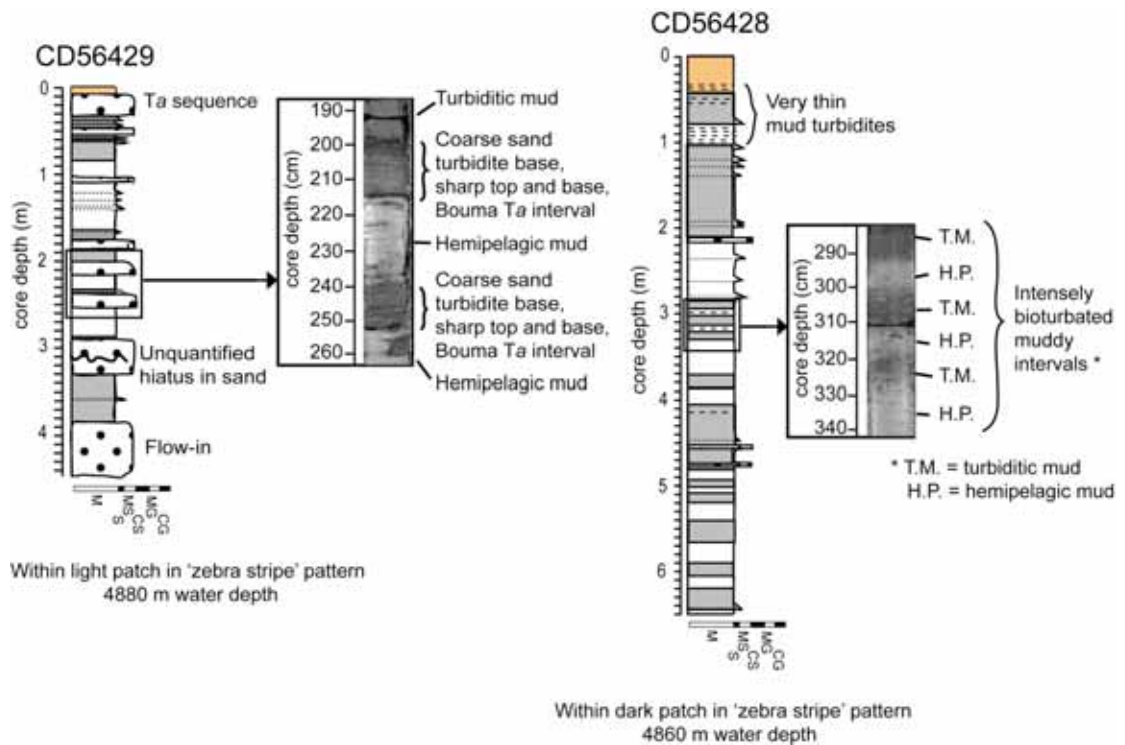 CD56429
0
1
2
3
4
core depth (m)
Ta sequence
Unquantified
hiatus in sand
Flow-in
M
S
MS
CS
MG
CG
190
200
210
220
230
240
250
260
core depth (cm)
Turbiditic mud
Coarse sand
turbidite base,
sharp top and base,
Bouma Ta interval
Hemipelagic mud
Coarse sand
turbidite base,
sharp top and base,
Bouma Ta interval
Hemipelagic mud
Within light patch in 'zebra stripe' pattern
4880 m water depth
CD56428
0
1
2
3
4
5
6
core depth (m)
Very thin
mud turbidites
290
300
310
320
330
340
core depth (cm)
T.M.
H.P.
T.M.
H.P.
T.M.
H.P.
Intensely
bioturbated
muddy
intervals *
* T.M. = turbiditic mud
H.P. = hemipelagic mud
M
S
MS
CS
MG
CG
Within dark patch in 'zebra stripe' pattern
4860 m water depth